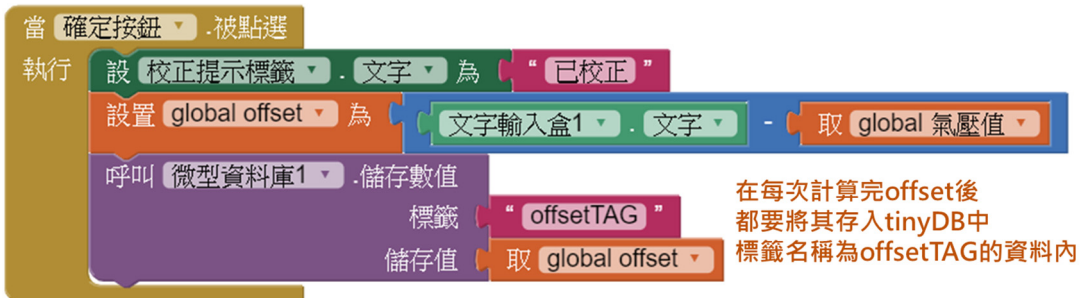 當 確定按鈕 .被點選
執行 設 校正提示標籤 . 文字 為 “ 已校正 ”
設置 global offset 為 文字輸入盒1 . 文字 - 取 global 氣壓值
呼叫 微型資料庫1 .儲存數值
標籤 “ offsetTAG ”
儲存值 取 global offset
在每次計算完offset後
都要將其存入tinyDB中
標籤名稱為offsetTAG的資料內